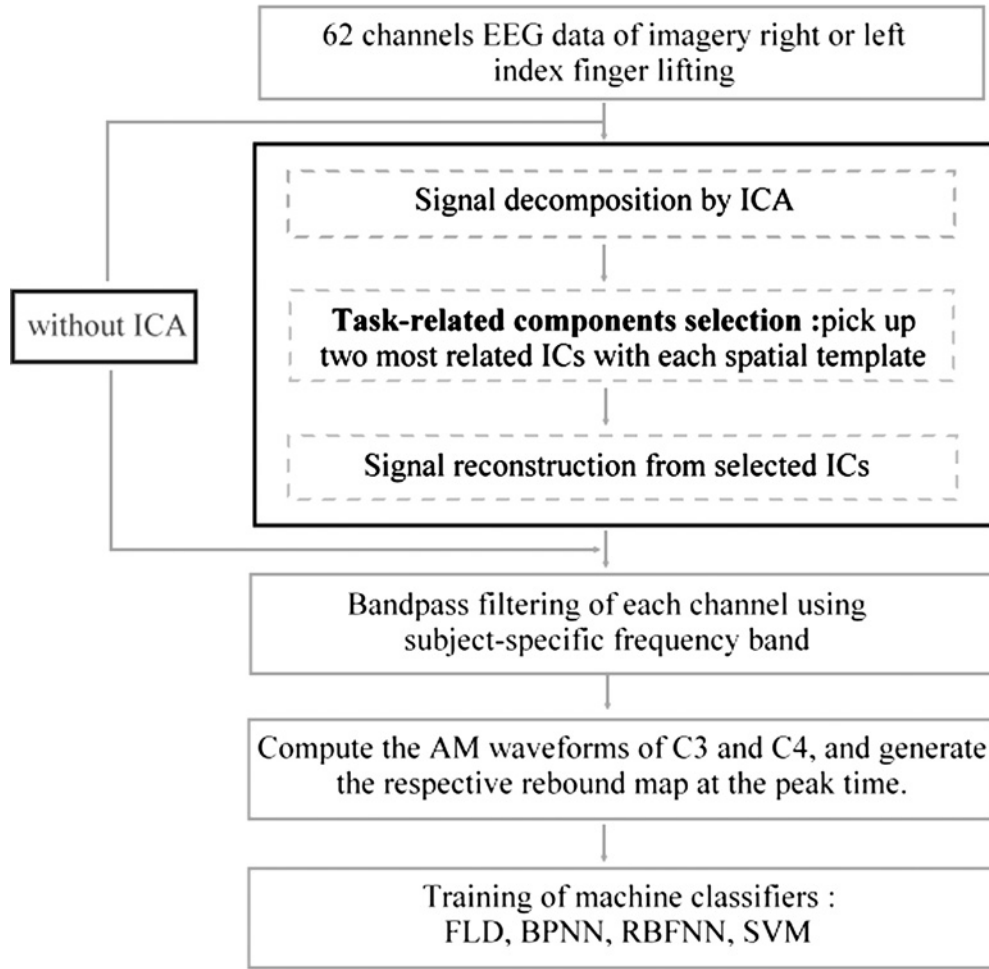 62 channels EEG data of imagery right or left
index finger lifting
Signal decomposition by ICA
without ICA
Task-related components selection :pick up
two most related ICs with each spatial template
Signal reconstruction from selected ICs
Bandpass filtering of each channel using
subject-specific frequency band
Compute the AM waveforms of C3 and C4, and generate
the respective rebound map at the peak time.
Training of machine classifiers :
FLD, BPNN, RBFNN, SVM